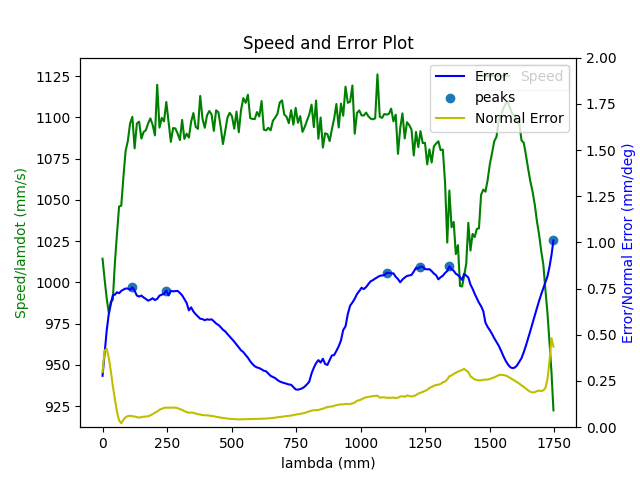 Speed and Error Plot
Error
Speed
peaks
Normal Error
1125
1100
1075
1050
1025
1000
975
950
925
Speed/lamdot (mm/s)
2.00
1.75
1.50
1.25
1.00
0.75
0.50
0.25
0.00
Error/Normal Error (mm/deg)
0 250 500 750 1000 1250 1500 1750
lambda (mm)